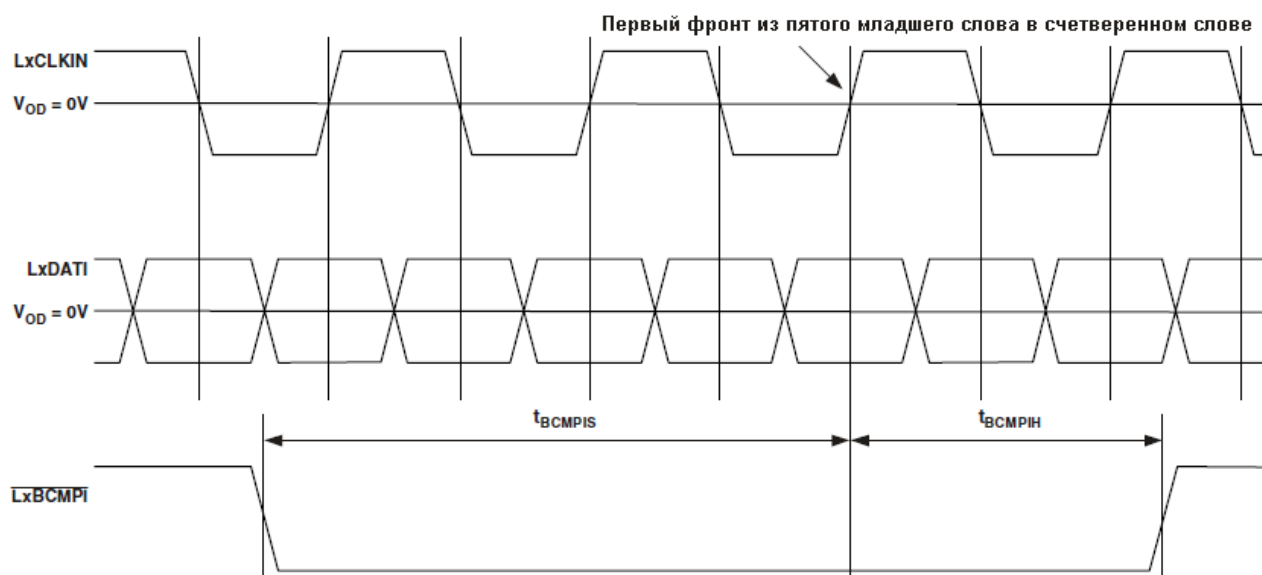 Первый фронт из пятого младшего слова в счетверенном слове
LxCLKIN
VOD = 0V
LxDATI
VOD = 0V
tBCMPIS
tBCMPIH
LxBCMPI